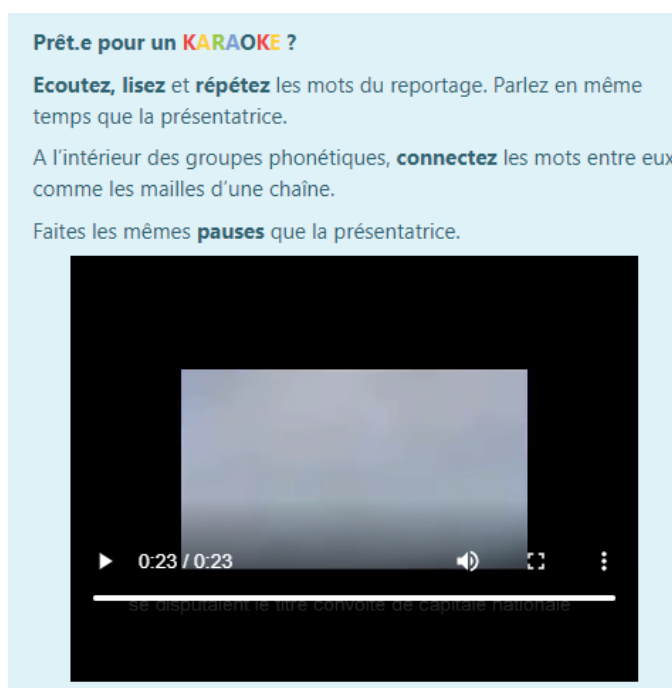 Prêt.e pour un KARAOKE ?
Ecoutez, lisez et répétez les mots du reportage. Parlez en même
temps que la présentatrice.
A l'intérieur des groupes phonétiques, connectez les mots entre eux
comme les mailles d'une chaîne.
Faites les mêmes pauses que la présentatrice.
0:23 / 0:23
se disputaient le titre convoité de capitale nationale